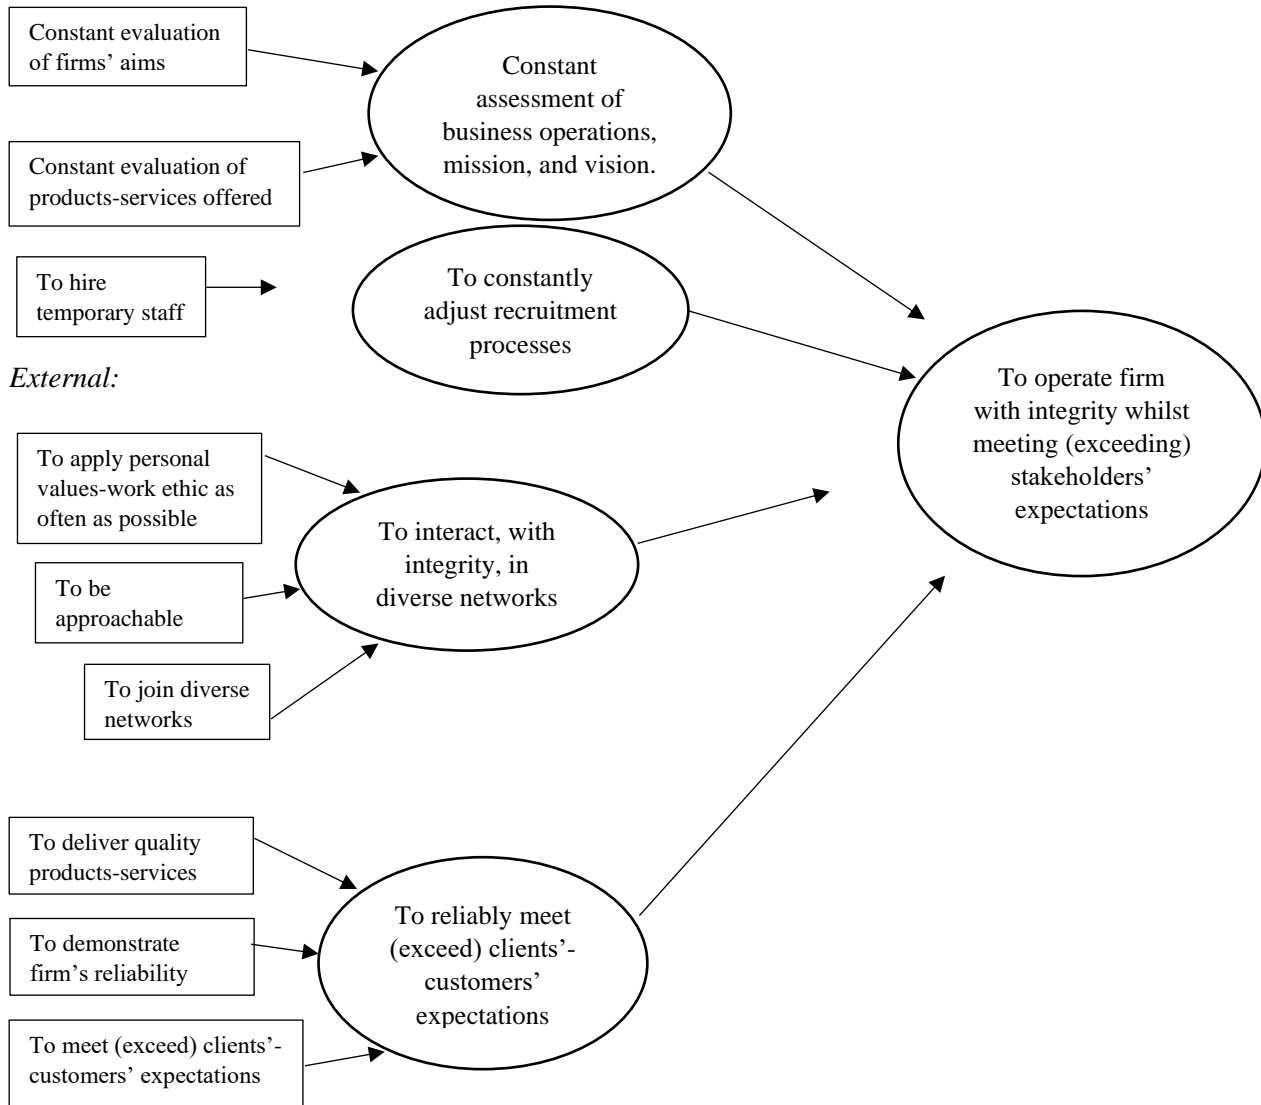 Constant evaluation
of firms’ aims
Constant
assessment of
business operations,
mission, and vision.
Constant evaluation of
products-services offered
To hire
temporary staff
To constantly
adjust recruitment
processes
External:
To operate firm
with integrity whilst
meeting (exceeding)
stakeholders’
expectations
To apply personal
values-work ethic as
often as possible
To interact, with
integrity, in
diverse networks
To be
approachable
To join diverse
networks
To deliver quality
products-services
To demonstrate
firm’s reliability
To reliably meet
(exceed) clients’-
customers’
expectations
To meet (exceed) clients’-
customers’ expectations